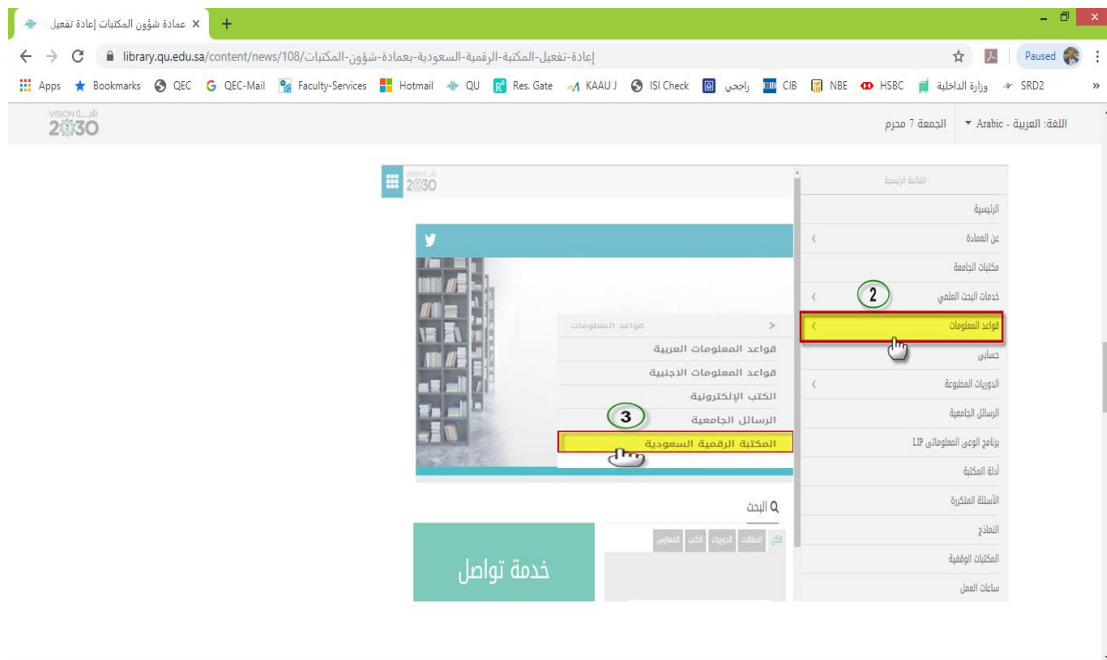 عمادة شؤون المكتبات إعادة تفعيل
library.qu.edu.sa/content/news/108/إعادة-تفعيل-المكتبة-الرقمية-السعودية-بعمادة-شؤون-المكتبات
Paused
Apps Bookmarks QEC QEC-Mail Faculty-Services Hotmail QU Res. Gate KAAU J ISI Check راجحي CIB NBE HSBC وزارة الداخلية SRD2 »
VISION
2030
اللغة: العربية - Arabic
الجمعة 7 محرم
2030
القائمة الرئيسية
الرئيسية
عن العمادة
مكتبات الجامعة
خدمات البحث العلمي
2
قواعد المعلومات
حسابي
الدوريات المطبوعة
الرسائل الجامعية
برنامج الوعي المعلوماتي LIP
أدلة المكتبة
الأسئلة المتكررة
النماذج
المكتبات الوقفية
ساعات العمل
قواعد المعلومات
قواعد المعلومات العربية
قواعد المعلومات الاجنبية
الكتب الإلكترونية
الرسائل الجامعية
3
المكتبة الرقمية السعودية
البحث
الكل المقالات الدوريات الكتب الفهارس
خدمة تواصل